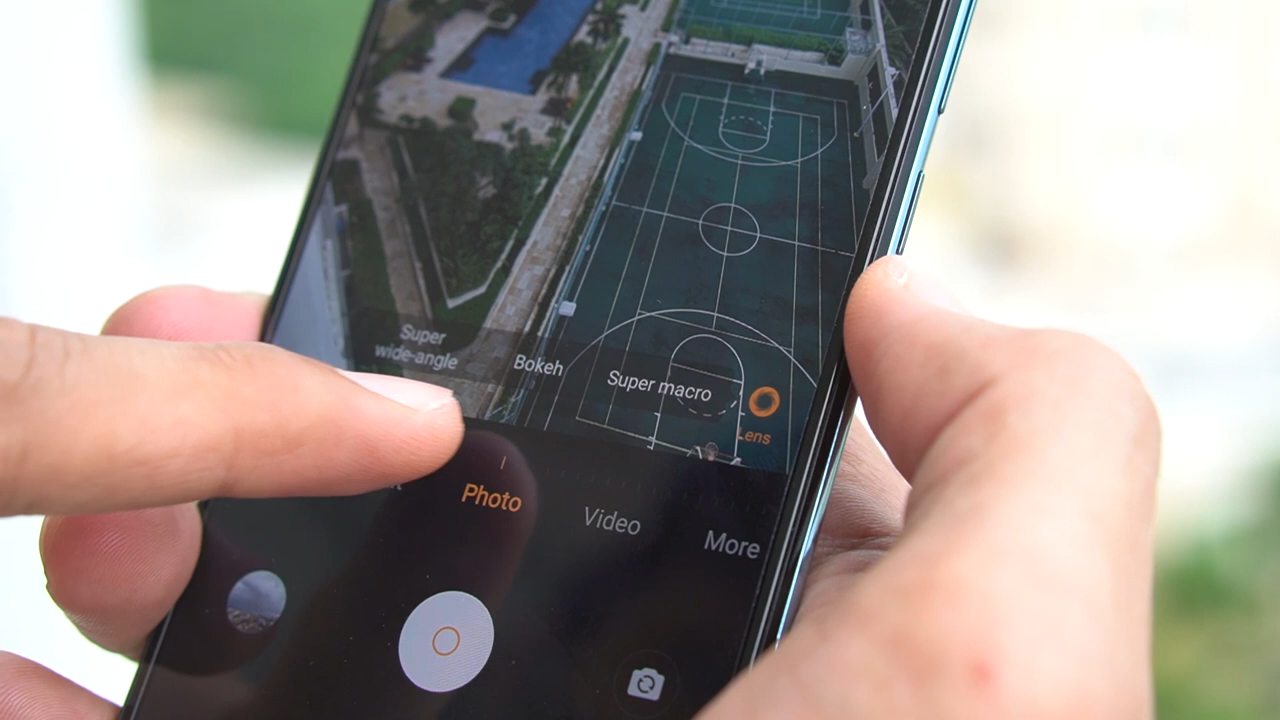 Super
wide-angle
Bokeh
Super macro
Lens
Photo
Video
More